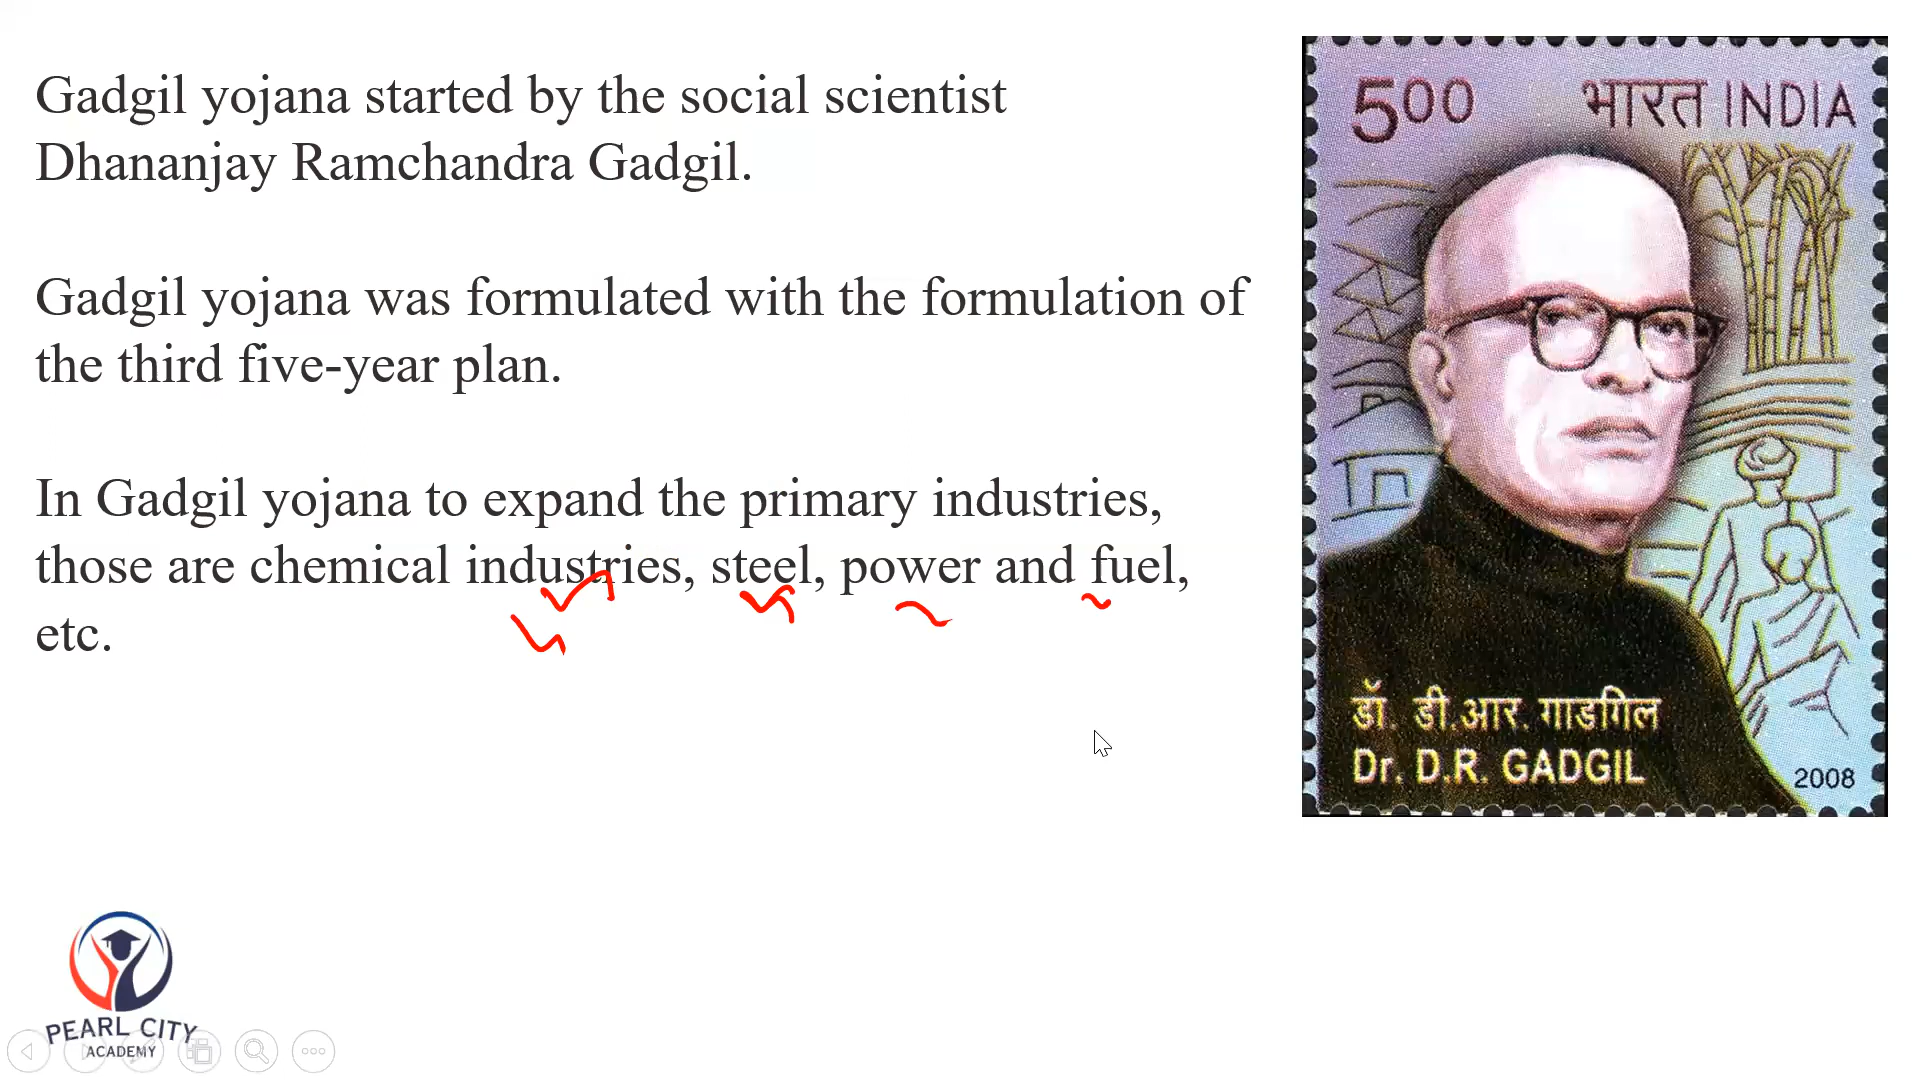 Gadgil yojana started by the social scientist
Dhananjay Ramchandra Gadgil.
Gadgil yojana was formulated with the formulation of
the third five-year plan.
In Gadgil yojana to expand the primary industries,
those are chemical industries, steel, power and fuel,
etc.
500 भारत INDIA
डॉ. डी.आर. गाडगिल
Dr. D.R. GADGIL
2008
PEARL CITY
ACADEMY